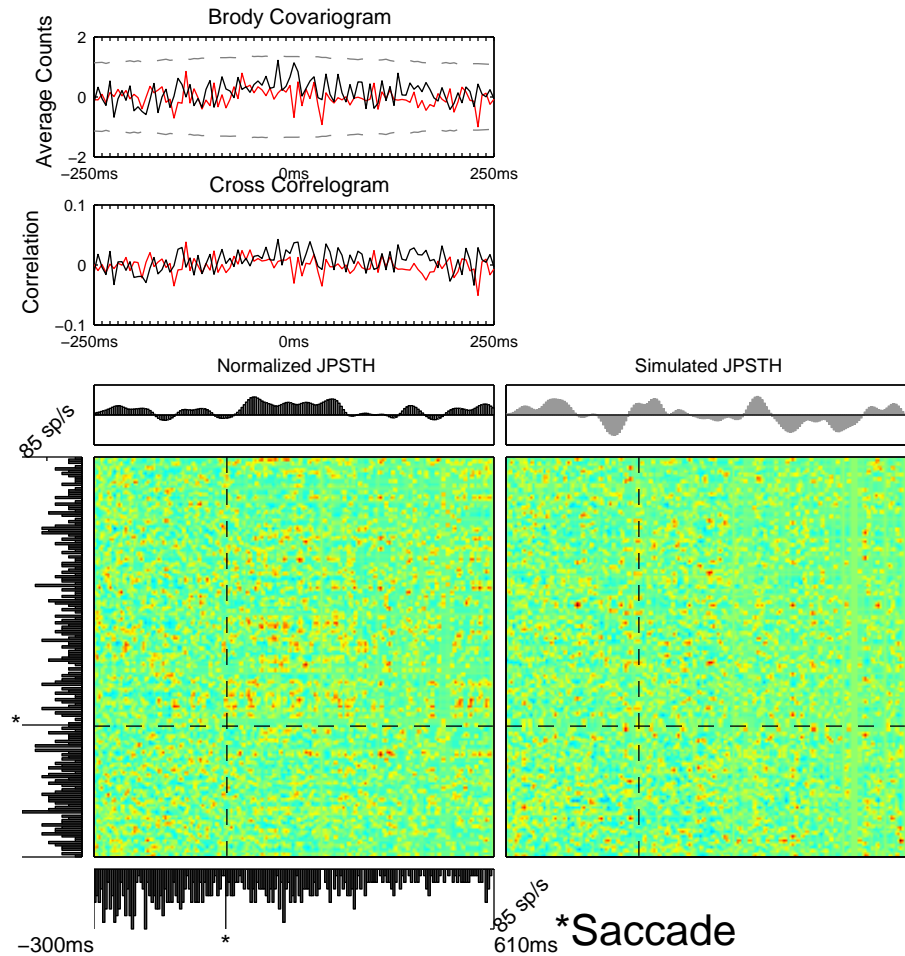 Brody Covariogram
Average Counts
2
0
−2
−250ms
0ms
250ms
Cross Correlogram
Correlation
0.1
0
−0.1
−250ms
0ms
250ms
Normalized JPSTH
Simulated JPSTH
85 sp/s
*
85 sp/s
−300ms
*
610ms
*Saccade